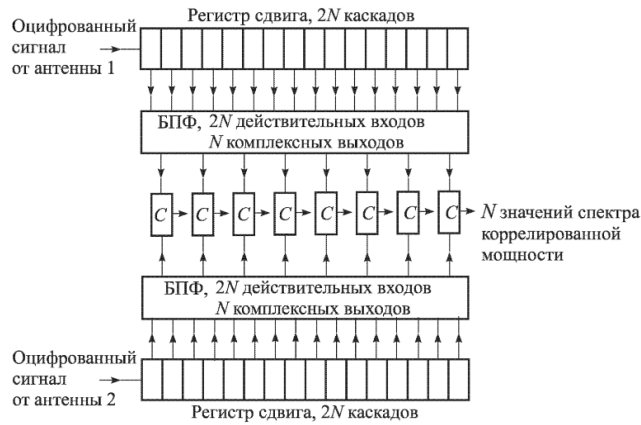 Регистр сдвига, 2N каскадов
Оцифрованный
сигнал
от антенны 1
БПФ, 2N действительных входов
N комплексных выходов
C C C C C C C C
N значений спектра
коррелированной
мощности
БПФ, 2N действительных входов
N комплексных выходов
Оцифрованный
сигнал
от антенны 2
Регистр сдвига, 2N каскадов